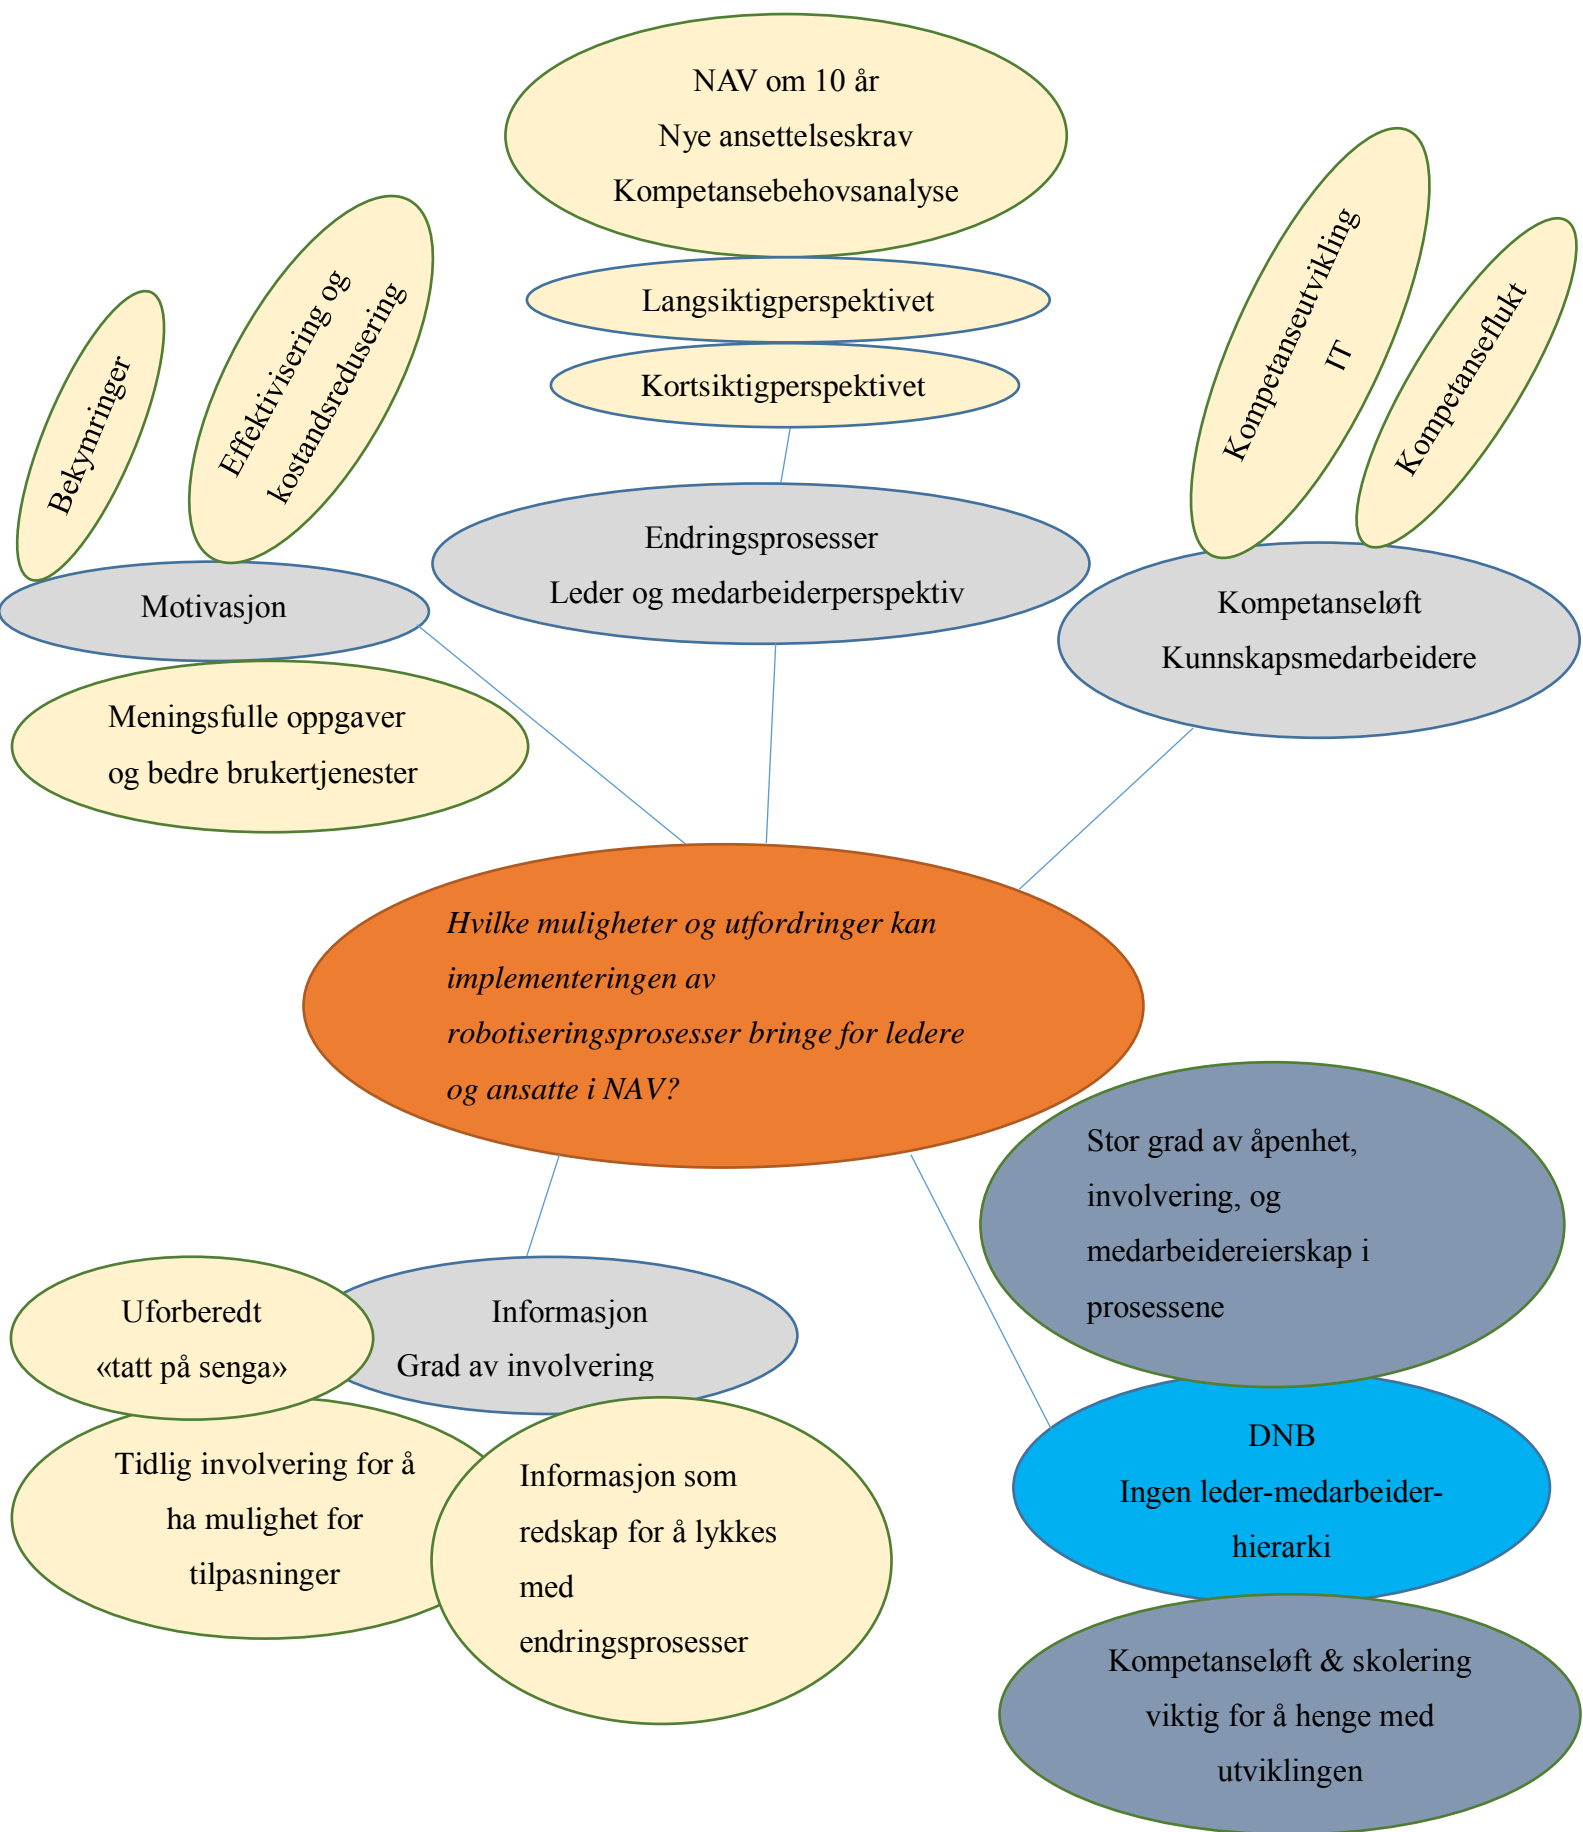 NAV om 10 år
Nye ansettelseskrav
Kompetansebehovsanalyse
Langsiktigperspektivet
Kortsiktigperspektivet
Bekymringer
Effektivisering og
kostandsredusering
Kompetanseutvikling
IT
Kompetanseflukt
Endringsprosesser
Leder og medarbeiderperspektiv
Motivasjon
Kompetanseløft
Kunnskapsmedarbeidere
Meningsfulle oppgaver
og bedre brukertjenester
Hvilke muligheter og utfordringer kan
implementeringen av
robotiseringsprosesser bringe for ledere
og ansatte i NAV?
Stor grad av åpenhet,
involvering, og
medarbeidereierskap i
prosessene
Uforberedt
«tatt på senga»
Informasjon
Grad av involvering
Tidlig involvering for å
ha mulighet for
tilpasninger
Informasjon som
redskap for å lykkes
med
endringsprosesser
DNB
Ingen leder-medarbeider-
hierarki
Kompetanseløft & skolering
viktig for å henge med
utviklingen